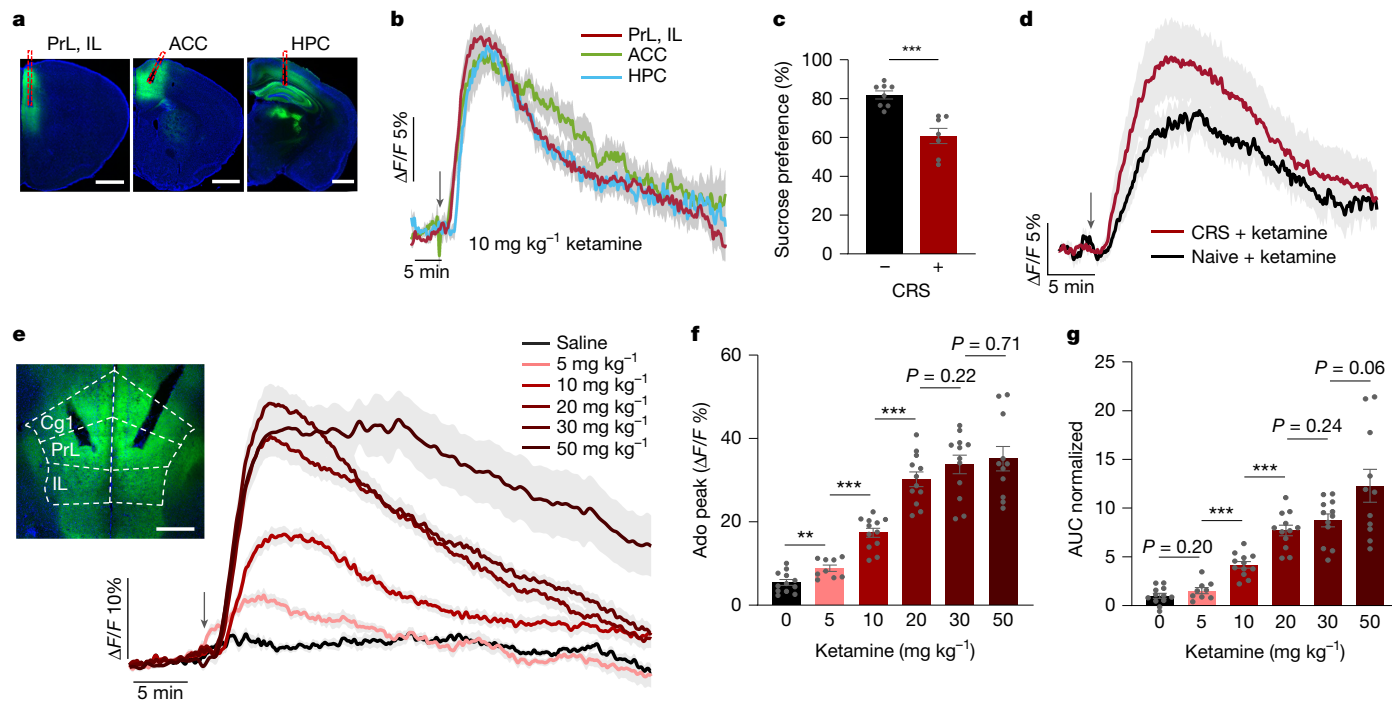 a
PrL, IL
ACC
HPC
b
PrL, IL
ACC
HPC
ΔF/F 5%
5 min
10 mg kg⁻¹ ketamine
c
***
Sucrose preference (%)
100
80
60
40
20
0
– +
CRS
d
ΔF/F 5%
5 min
CRS + ketamine
Naive + ketamine
e
Cg1
PrL
IL
Saline
5 mg kg⁻¹
10 mg kg⁻¹
20 mg kg⁻¹
30 mg kg⁻¹
50 mg kg⁻¹
ΔF/F 10%
5 min
f
P = 0.71
P = 0.22
***
***
**
Ado peak (ΔF/F %)
60
40
20
0
0 5 10 20 30 50
Ketamine (mg kg⁻¹)
g
P = 0.06
P = 0.24
***
***
P = 0.20
AUC normalized
25
20
15
10
5
0
0 5 10 20 30 50
Ketamine (mg kg⁻¹)